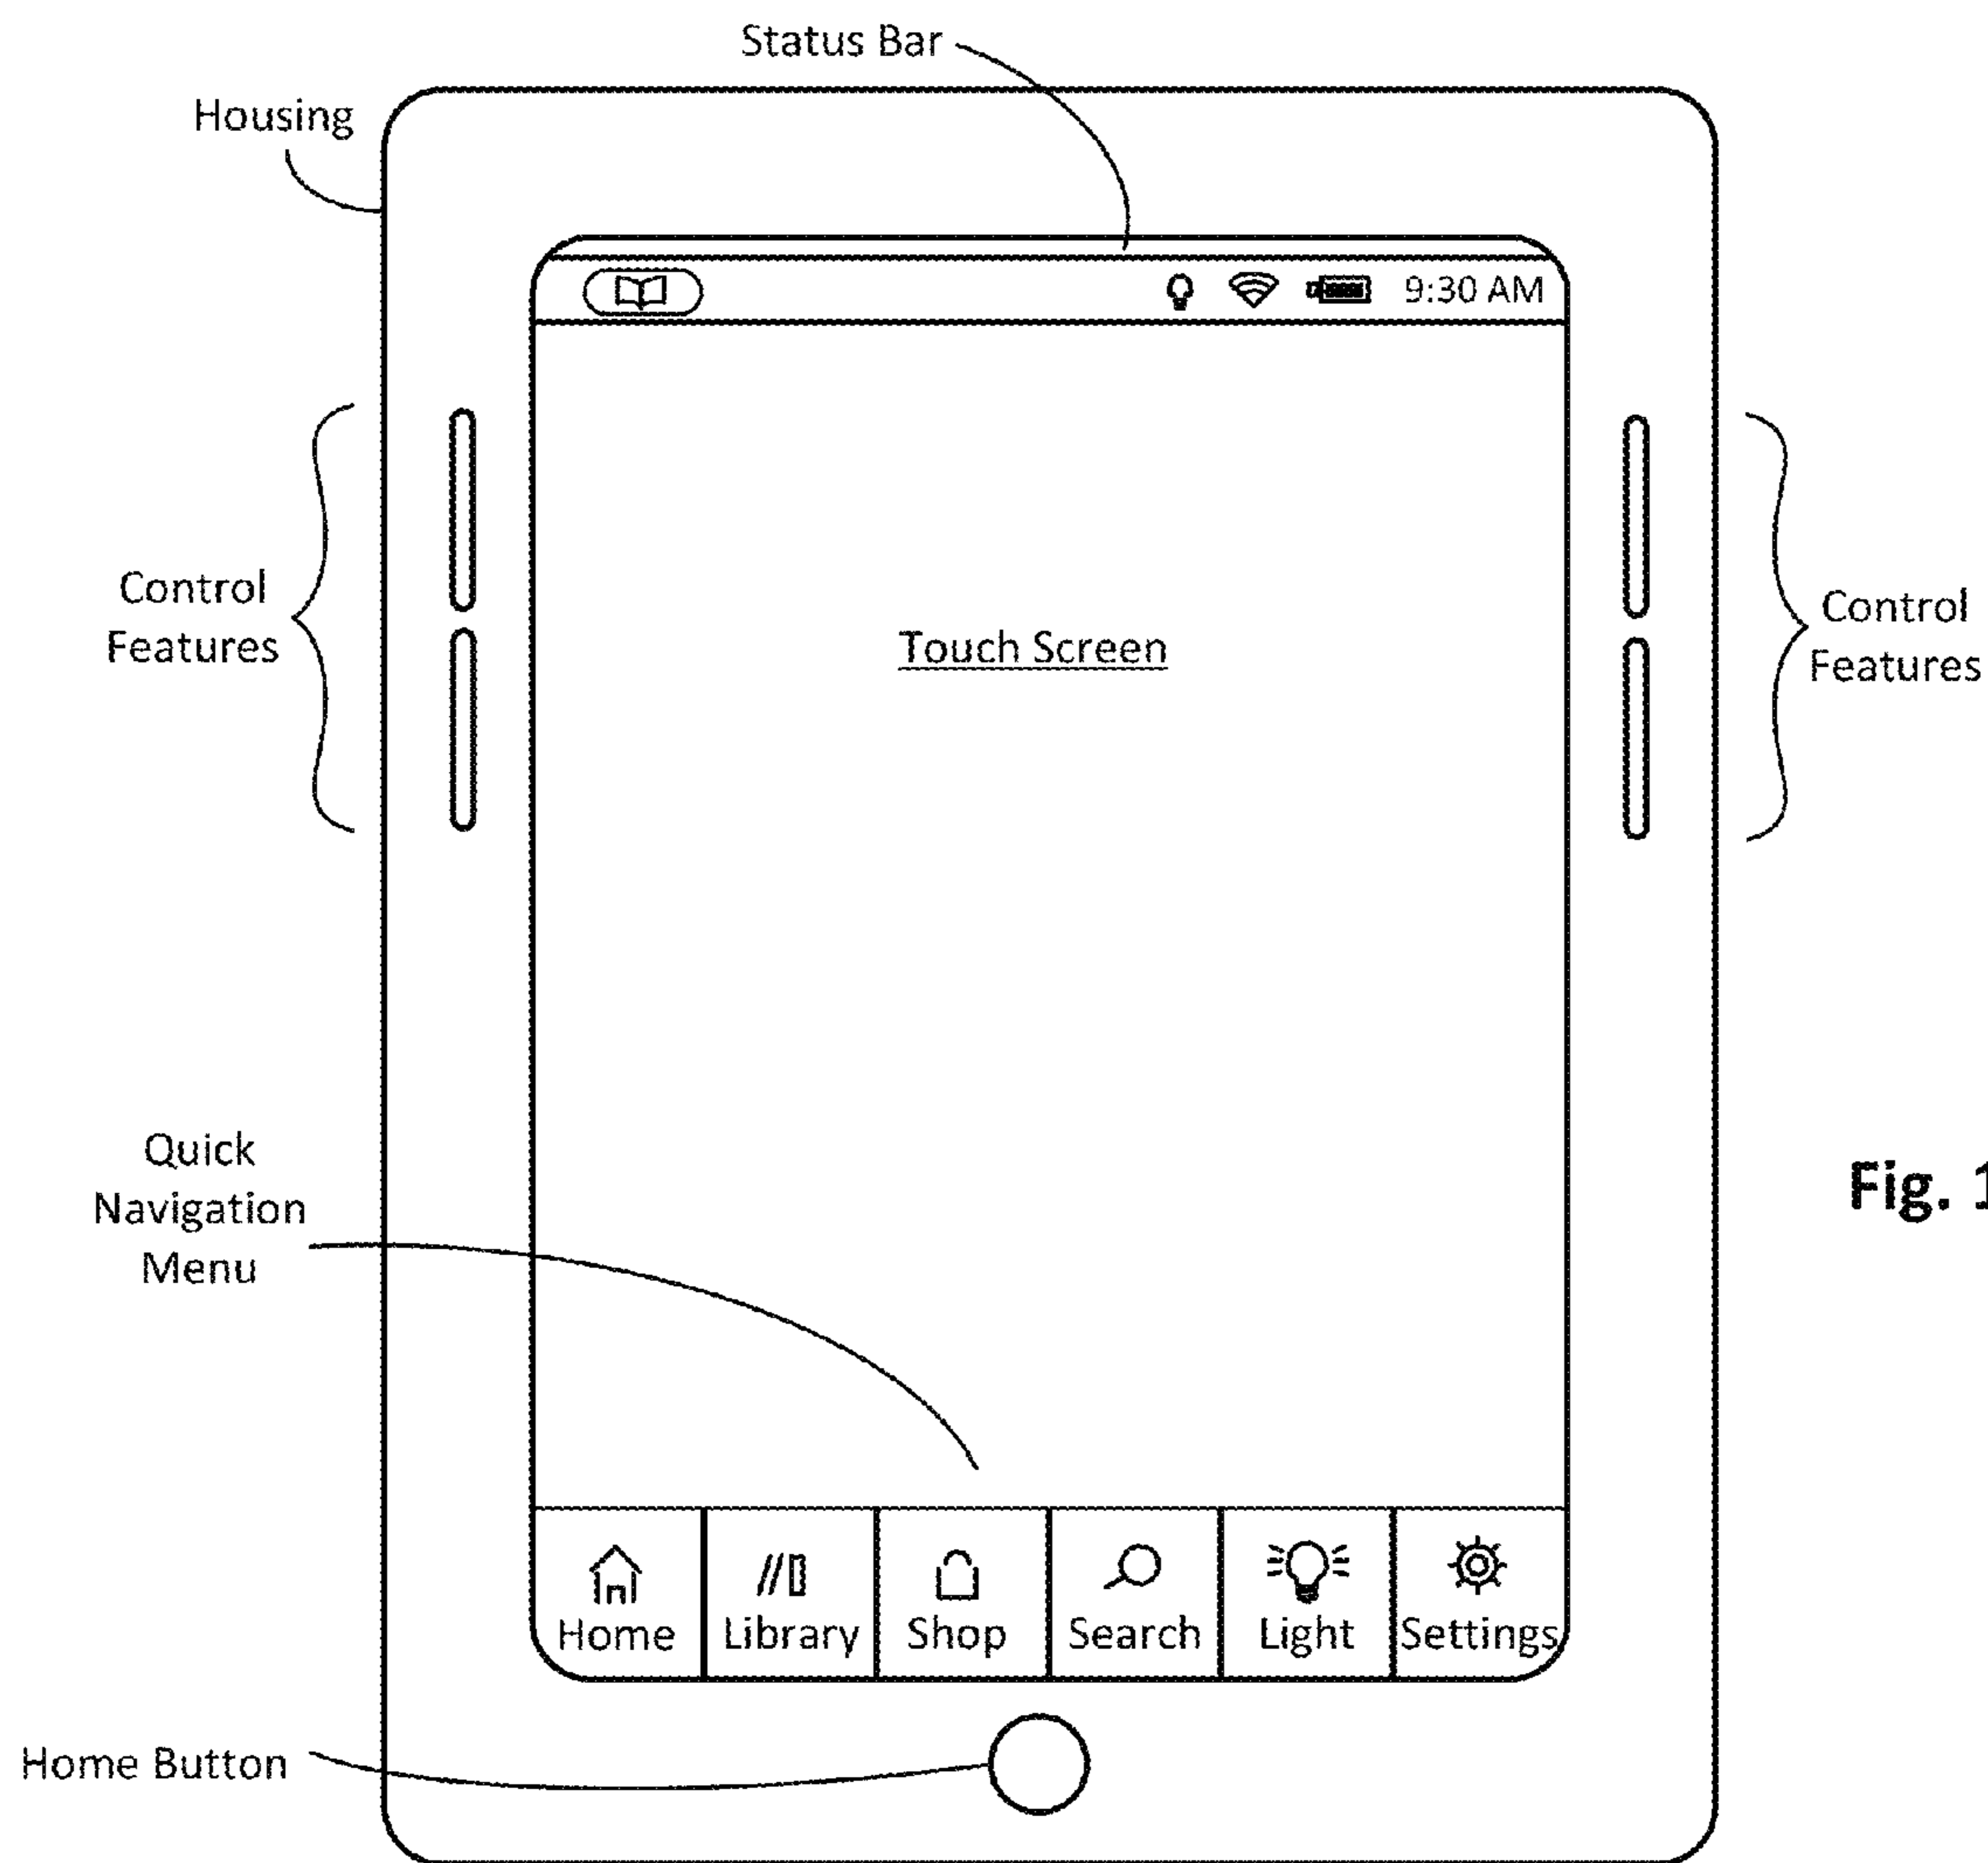 Status Bar
Housing
9:30 AM
Control
Features
Touch Screen
Control
Features
Quick
Navigation
Menu
Fig. 1
Home
Library
Shop
Search
Light
Settings
Home Button